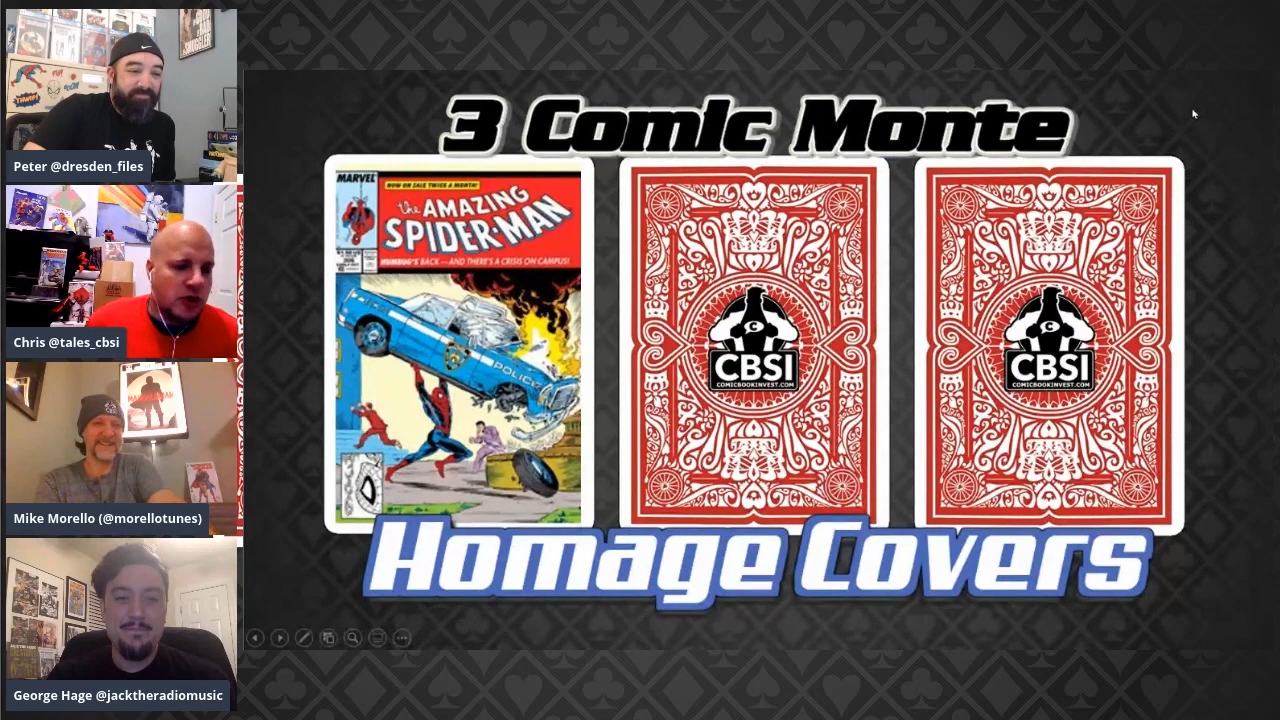 Peter @dresden_files
Chris @tales_cbsi
Mike Morello (@morellotunes)
George Hage @jacktheradiomusic
3 Comic Monte
MARVEL
NOW ON SALE TWICE A MONTH!
the AMAZING
SPIDER-MAN
HUMBUG'S BACK — AND THERE'S A CRISIS ON CAMPUS!
POLICE
C
CBSI
COMICBOOKINVEST.COM
C
CBSI
COMICBOOKINVEST.COM
Homage Covers
THWIP!
MANDALORIAN